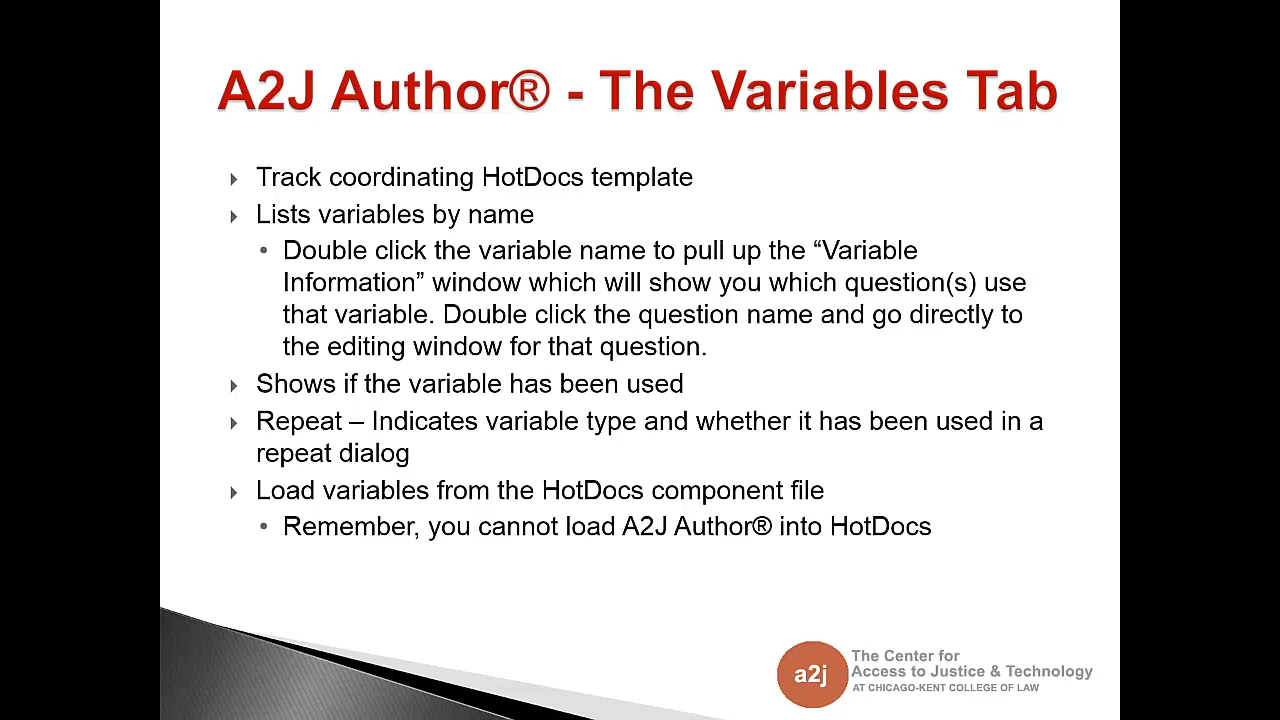 A2J Author® - The Variables Tab
Track coordinating HotDocs template
Lists variables by name
Double click the variable name to pull up the “Variable
Information” window which will show you which question(s) use
that variable. Double click the question name and go directly to
the editing window for that question.
Shows if the variable has been used
Repeat – Indicates variable type and whether it has been used in a
repeat dialog
Load variables from the HotDocs component file
Remember, you cannot load A2J Author® into HotDocs
a2j
The Center for
Access to Justice & Technology
AT CHICAGO-KENT COLLEGE OF LAW